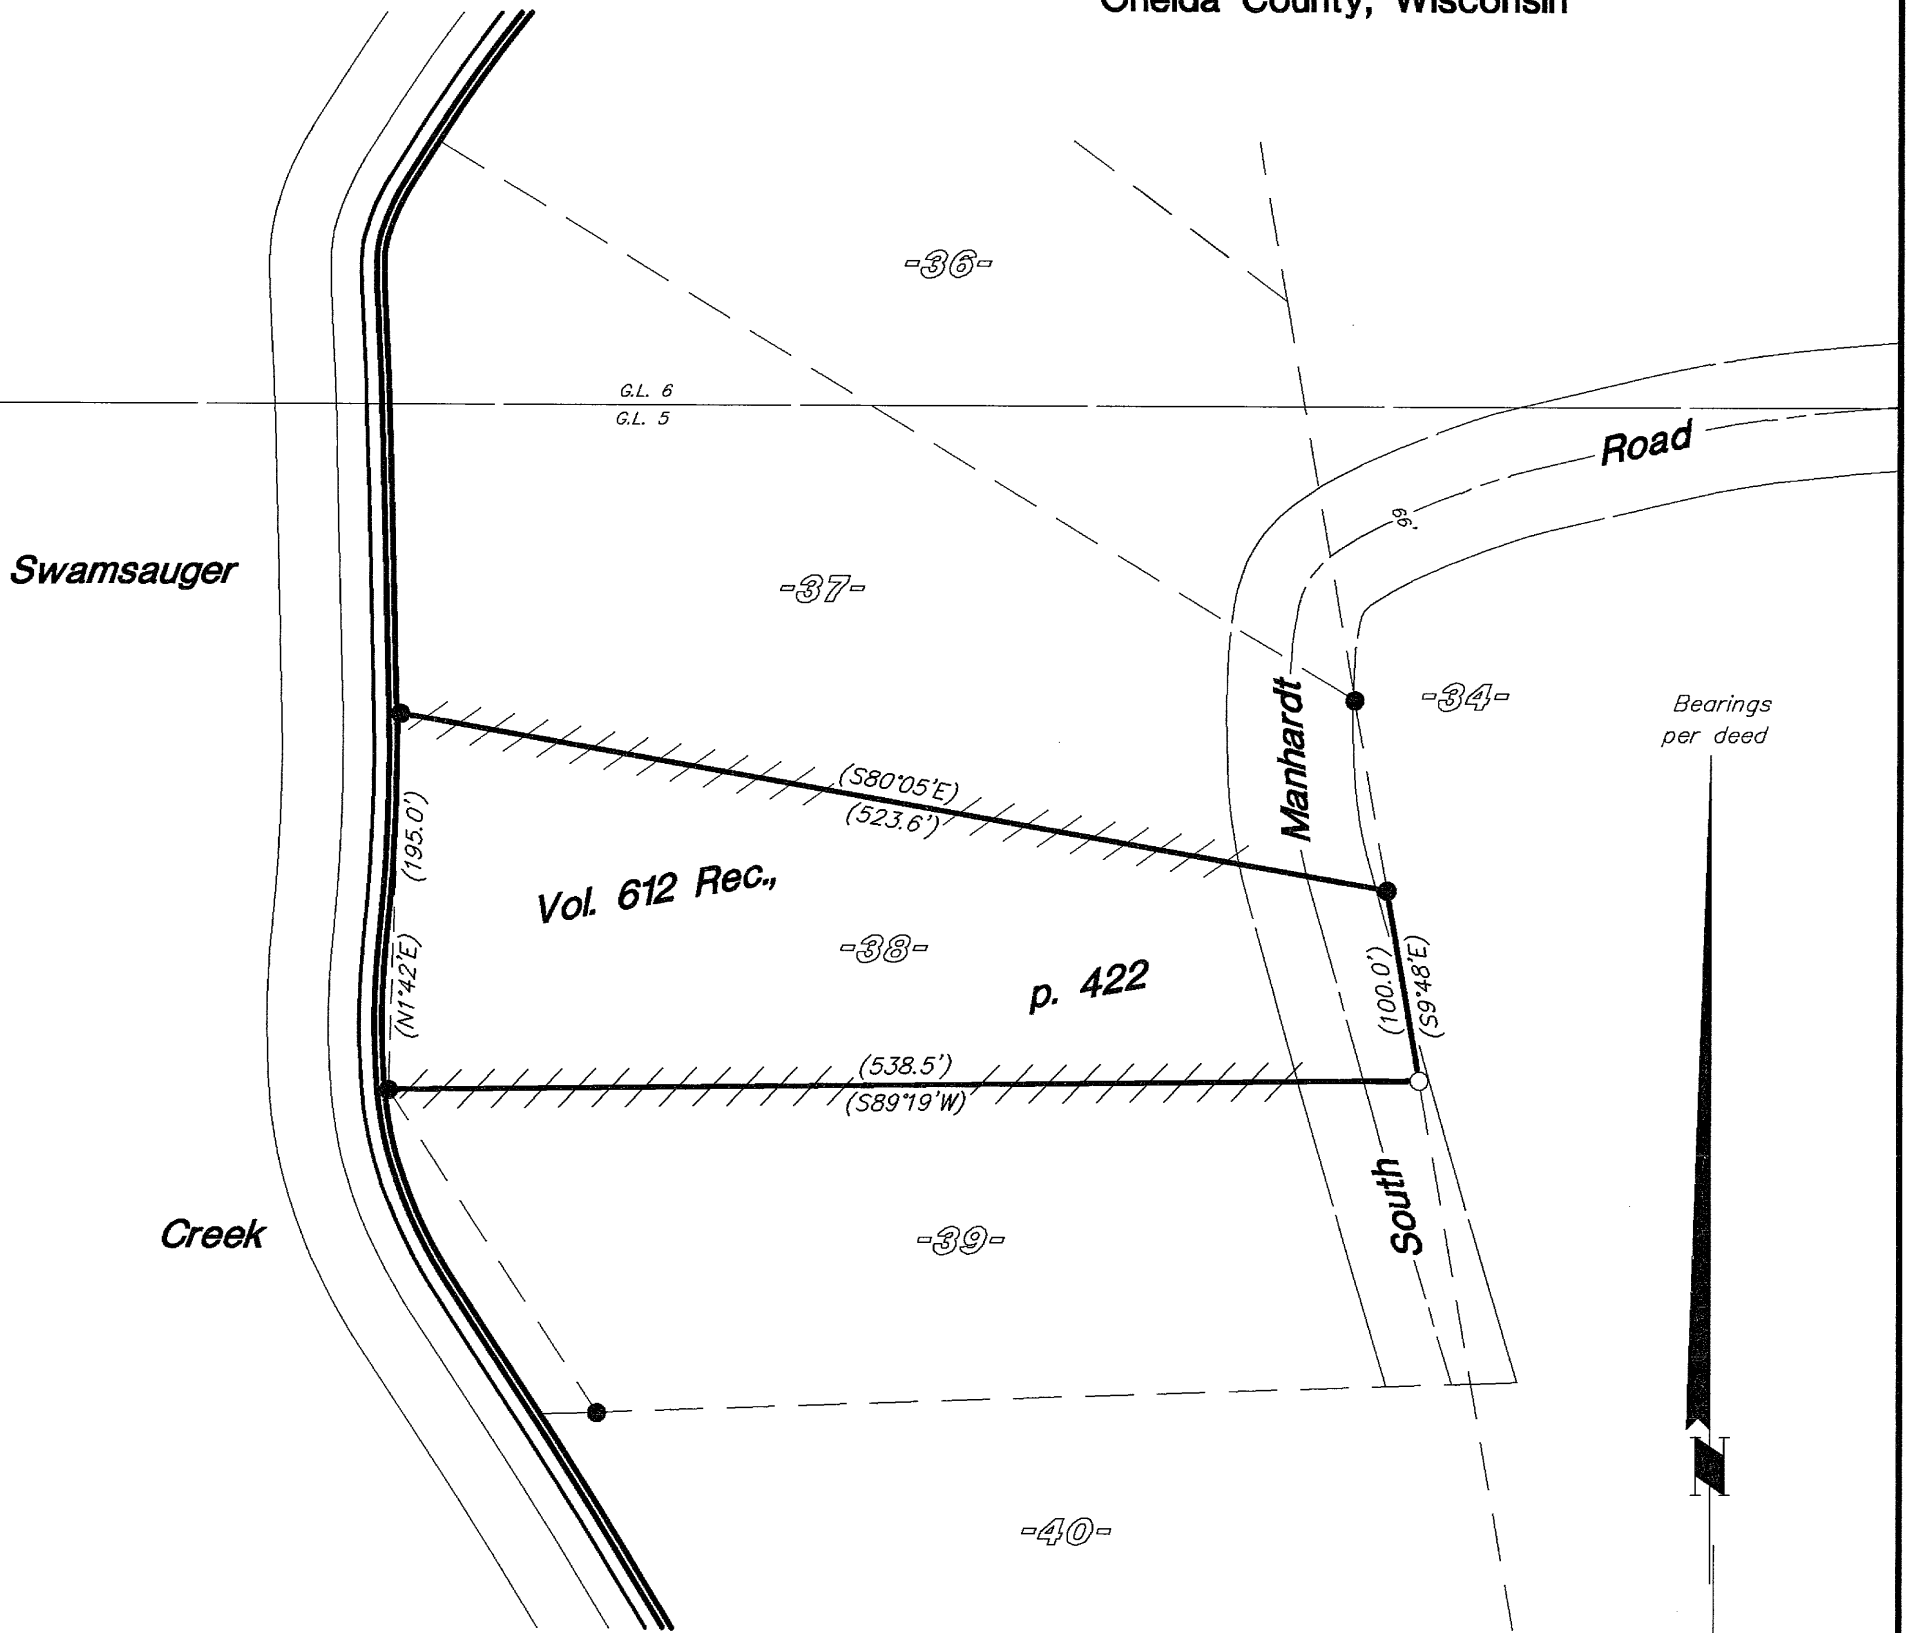 Oneida County, Wisconsin
-36-
G.L. 6
G.L. 5
Road
66'
Swamsauger
-37-
Manhardt
-34-
Bearings
per deed
(S80°05'E)
(523.6')
(195.0')
Vol. 612 Rec.,
-38-
p. 422
(N1°42'E)
(100.0')
(S9°48'E)
(538.5')
(S89°19'W)
South
Creek
-39-
N
-40-